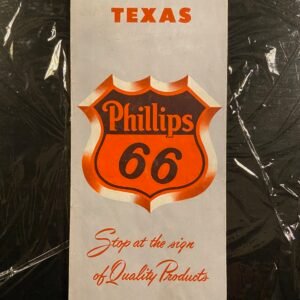 TEXAS
Phillips
66
Stop at the sign
of Quality Products